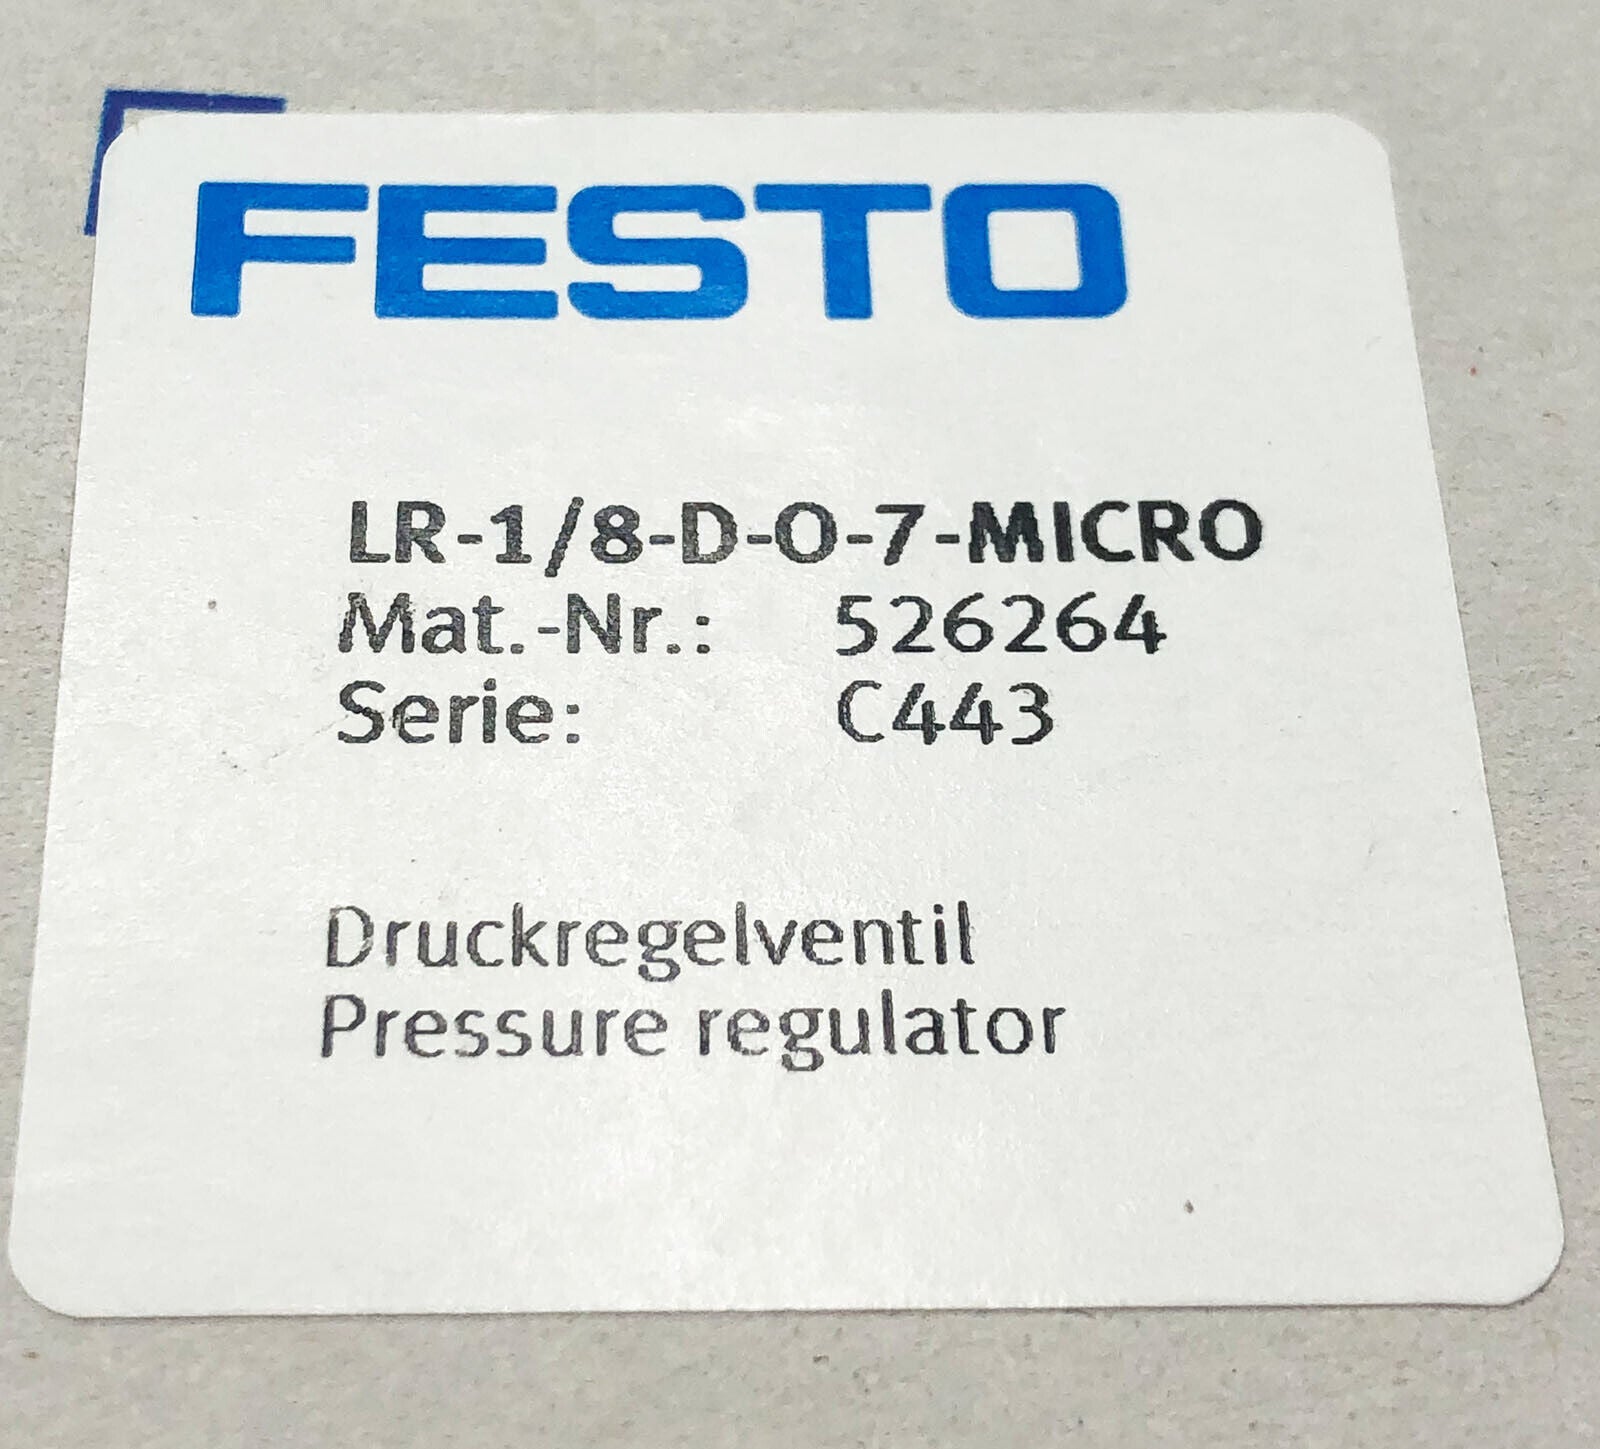 FESTO
LR-1/8-D-O-7-MICRO
Mat.-Nr.: 526264
Serie: C443
Druckregelventil
Pressure regulator